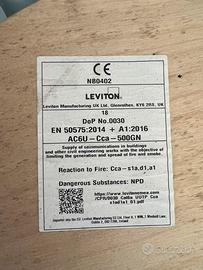 CE
NB0402
LEVITON
Leviton Manufacturing UK Ltd, Glenrothes, KY6 2RS, UK
18
DoP No.0030
EN 50575:2014 + A1:2016
AC6U-Cca-500GN
Supply of communications in buildings
and other civil engineering works with the objective of
limiting the generation and spread of fire and smoke.
Reaction to Fire: Cca-s1a,d1,a1
Dangerous Substances: NPD